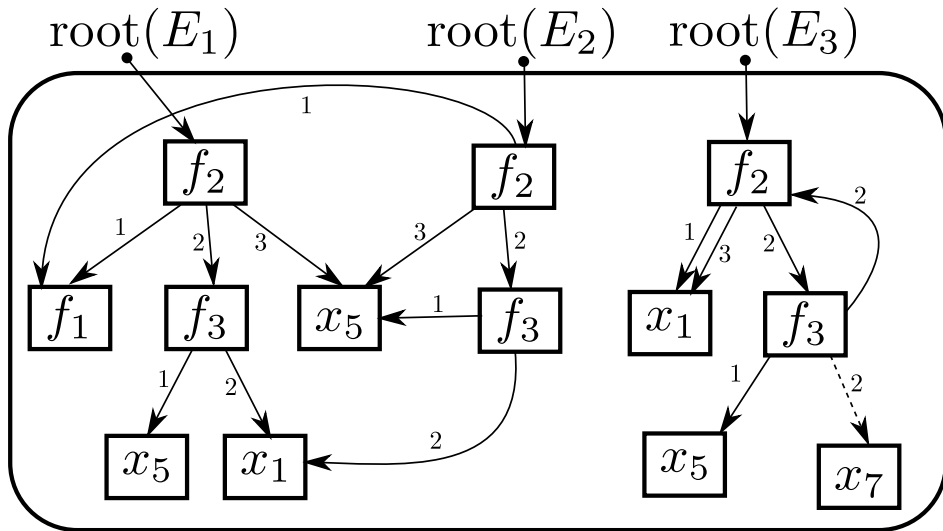 root(E₁) root(E₂) root(E₃)
1
f₂ f₂ f₂
1 2 3 3 2 1 3 2 2
f₁ f₃ x₅ 1 f₃ x₁ f₃
1 2 2 1 2
x₅ x₁ x₅ x₇